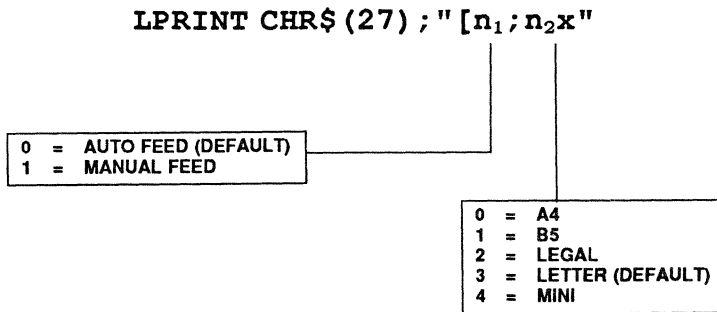 LPRINT CHR$(27);"[n₁;n₂x"
0 = AUTO FEED (DEFAULT)
1 = MANUAL FEED
0 = A4
1 = B5
2 = LEGAL
3 = LETTER (DEFAULT)
4 = MINI